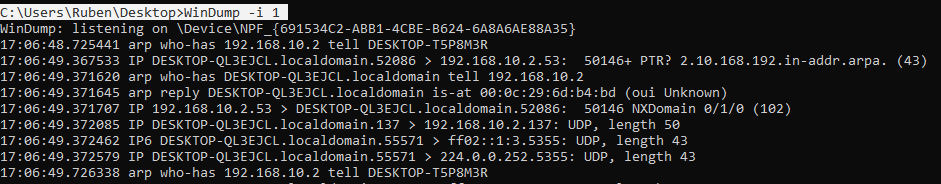 C:\Users\Ruben\Desktop>WinDump -i 1
WinDump: listening on \Device\NPF_{691534C2-ABB1-4CBE-B624-6A8A6AE88A35}
17:06:48.725441 arp who-has 192.168.10.2 tell DESKTOP-T5P8M3R
17:06:49.367533 IP DESKTOP-QL3EJCL.localdomain.52086 > 192.168.10.2.53:  50146+ PTR? 2.10.168.192.in-addr.arpa. (43)
17:06:49.371620 arp who-has DESKTOP-QL3EJCL.localdomain tell 192.168.10.2
17:06:49.371645 arp reply DESKTOP-QL3EJCL.localdomain is-at 00:0c:29:6d:b4:bd (oui Unknown)
17:06:49.371707 IP 192.168.10.2.53 > DESKTOP-QL3EJCL.localdomain.52086:  50146 NXDomain 0/1/0 (102)
17:06:49.372085 IP DESKTOP-QL3EJCL.localdomain.137 > 192.168.10.2.137: UDP, length 50
17:06:49.372462 IP6 DESKTOP-QL3EJCL.localdomain.55571 > ff02::1:3.5355: UDP, length 43
17:06:49.372579 IP DESKTOP-QL3EJCL.localdomain.55571 > 224.0.0.252.5355: UDP, length 43
17:06:49.726338 arp who-has 192.168.10.2 tell DESKTOP-T5P8M3R